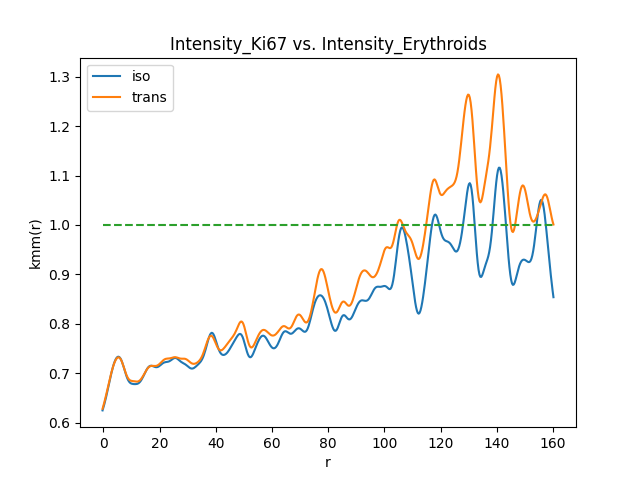 Intensity_Ki67 vs. Intensity_Erythroids
iso
trans
kmm(r)
1.3
1.2
1.1
1.0
0.9
0.8
0.7
0.6
0 20 40 60 80 100 120 140 160
r